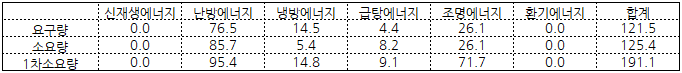 신재생에너지 난방에너지 냉방에너지 급탕에너지 조명에너지 환기에너지 합계
요구량 0.0 76.5 14.5 4.4 26.1 0.0 121.5
소요량 0.0 85.7 5.4 8.2 26.1 0.0 125.4
1차소요량 0.0 95.4 14.8 9.1 71.7 0.0 191.1